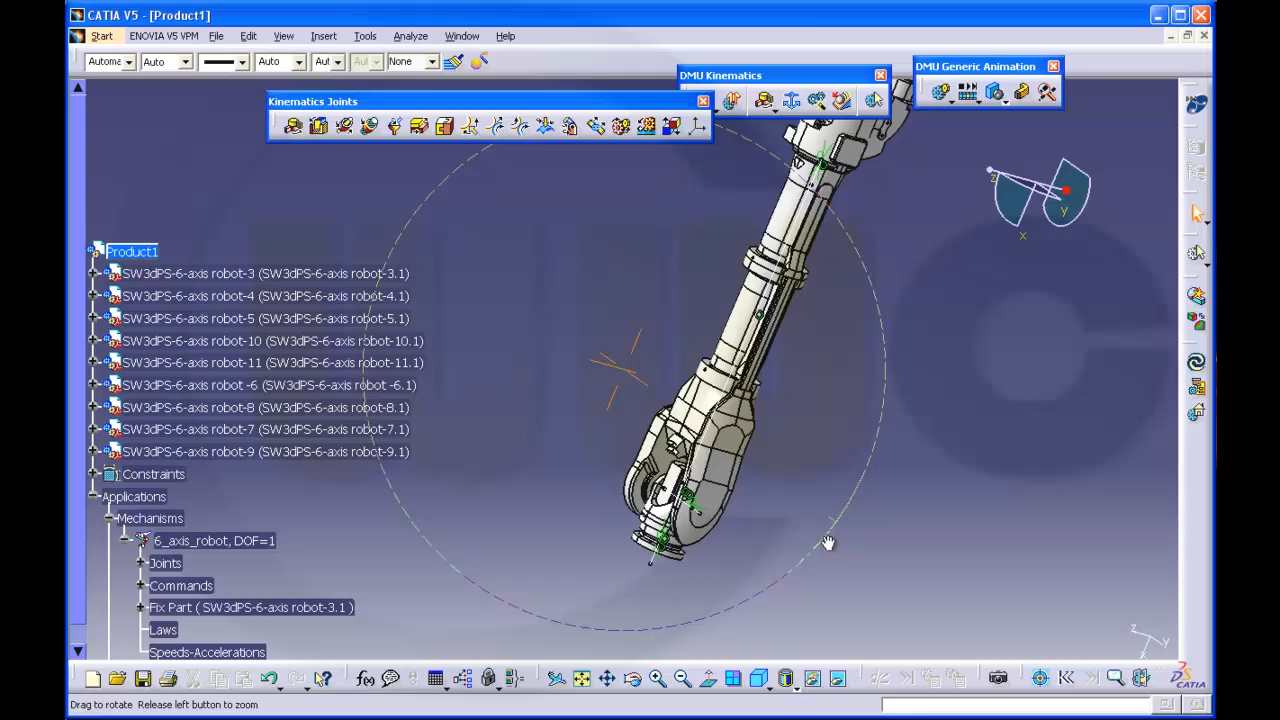 CATIA V5 - [Product1]
Start ENOVIA V5 VPM File Edit View Insert Tools Analyze Window Help
Automa Auto Auto Aut Aut None
DMU Generic Animation
DMU Kinematics
Kinematics Joints
z
y
x
Product1
SW3dPS-6-axis robot-3 (SW3dPS-6-axis robot-3.1)
SW3dPS-6-axis robot-4 (SW3dPS-6-axis robot-4.1)
SW3dPS-6-axis robot-5 (SW3dPS-6-axis robot-5.1)
SW3dPS-6-axis robot-10 (SW3dPS-6-axis robot-10.1)
SW3dPS-6-axis robot-11 (SW3dPS-6-axis robot-11.1)
SW3dPS-6-axis robot -6 (SW3dPS-6-axis robot -6.1)
SW3dPS-6-axis robot-8 (SW3dPS-6-axis robot-8.1)
SW3dPS-6-axis robot-7 (SW3dPS-6-axis robot-7.1)
SW3dPS-6-axis robot-9 (SW3dPS-6-axis robot-9.1)
Constraints
Applications
Mechanisms
6_axis_robot, DOF=1
Joints
Commands
Fix Part ( SW3dPS-6-axis robot-3.1 )
Laws
Speeds-Accelerations
z
y
CATIA
Drag to rotate Release left button to zoom